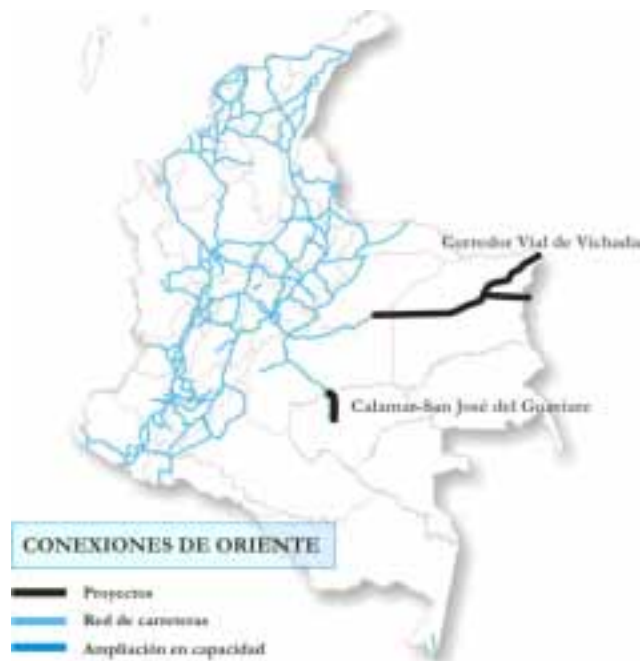 Corredor Vial de Vichada
Calamar-San José del Guaviare
CONEXIONES DE ORIENTE
Proyectos
Red de carreteras
Ampliación en capacidad